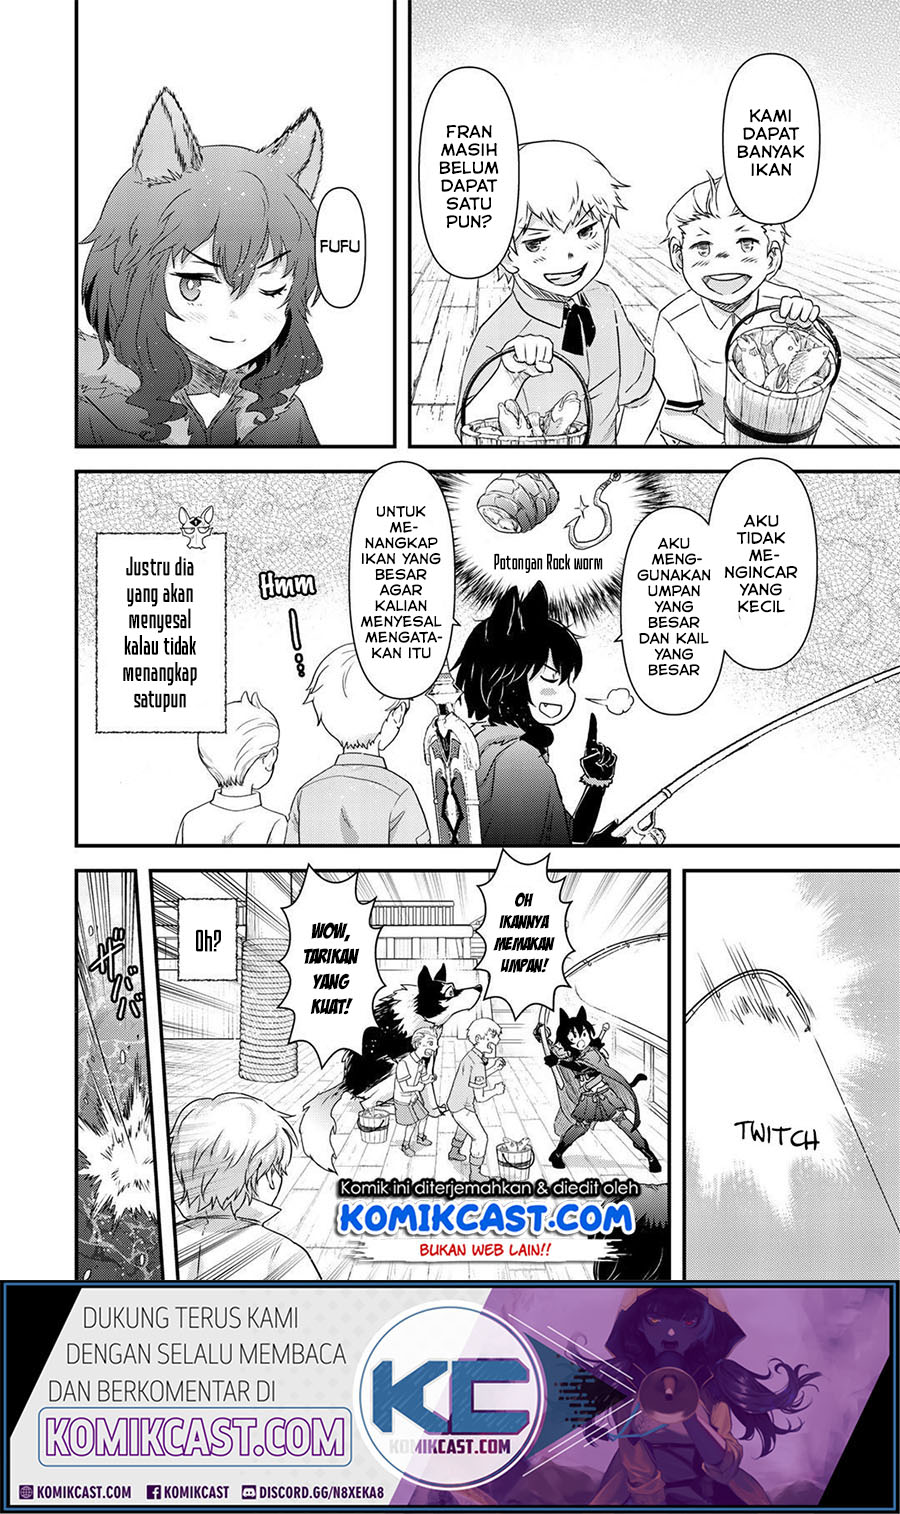 KAMI
DAPAT
BANYAK
IKAN
FRAN
MASIH
BELUM
DAPAT
SATU
PUN?
FUFU
AKU
TIDAK
ME-
NGINCAR
YANG
KECIL
AKU
MENG-
GUNAKAN
UMPAN
YANG
BESAR
DAN KAIL
YANG
BESAR
Potongan Rock worm
UNTUK
ME-
NANGKAP
IKAN YANG
BESAR
AGAR
KALIAN
MENYESAL
MENGATA-
KAN ITU
Hmm
Justru dia
yang akan
menyesal
kalau tidak
menangkap
satupun
TWITCH
OH
IKANNYA
MEMAKAN
UMPAN!
WOW,
TARIKAN
YANG
KUAT!
Oh?
ザババ
Komik ini diterjemahkan & diedit oleh
KOMIKCAST.COM
BUKAN WEB LAIN!!
DUKUNG TERUS KAMI
DENGAN SELALU MEMBACA
DAN BERKOMENTAR DI
KOMIKCAST.COM
KOMIKCAST.COM
KOMIKCAST
DISCORD.GG/N8XEKA8
KC
KOMIKCAST.COM